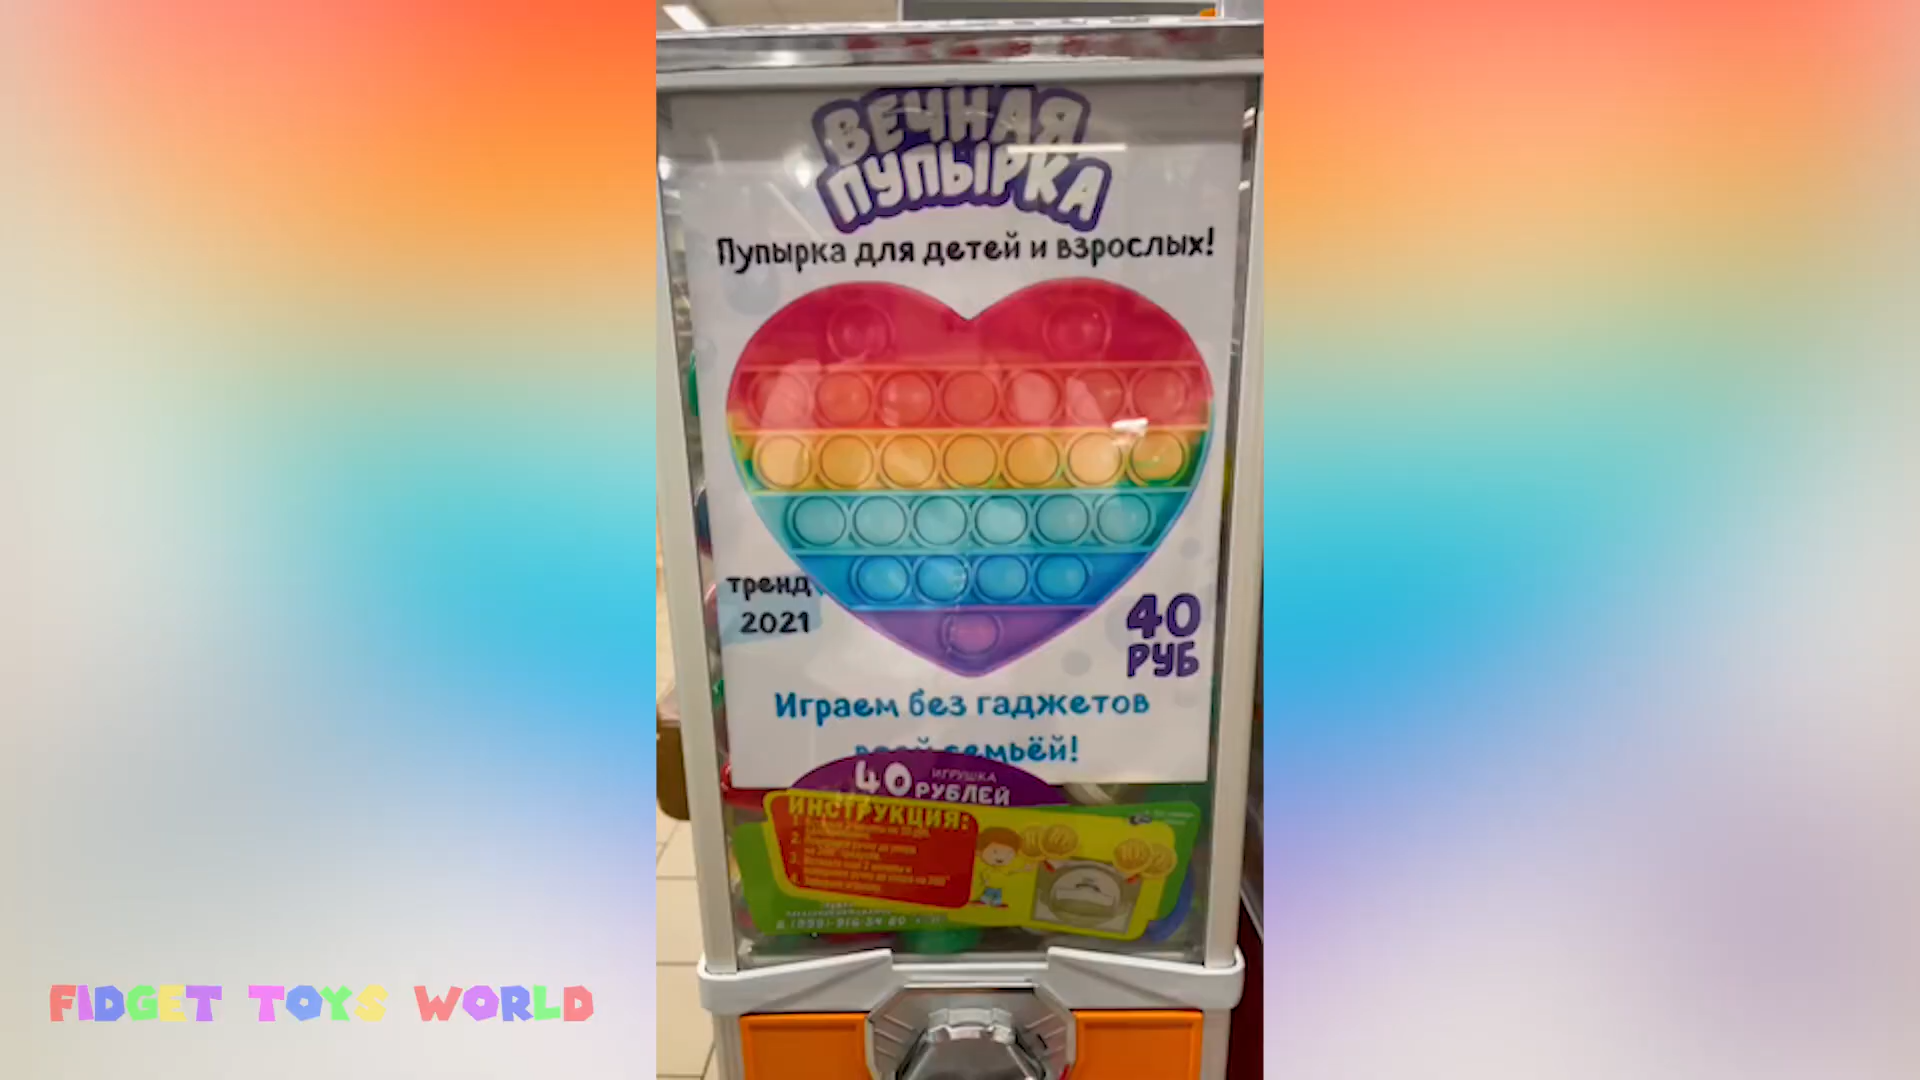 ВЕЧНАЯ
ПУПЫРКА
Пупырка для детей и взрослых!
тренд
2021
40
РУБ
Играем без гаджетов
всей семьёй!
40 ИГРУШКА
РУБЛЕЙ
ИНСТРУКЦИЯ:
FIDGET TOYS WORLD